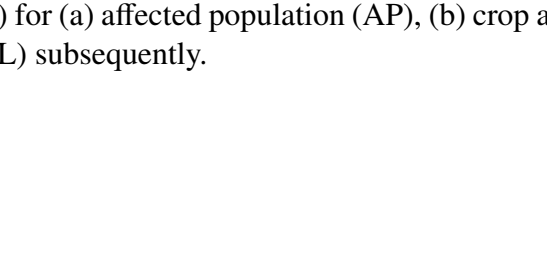 ) for (a) affected population (AP), (b) crop a
L) subsequently.